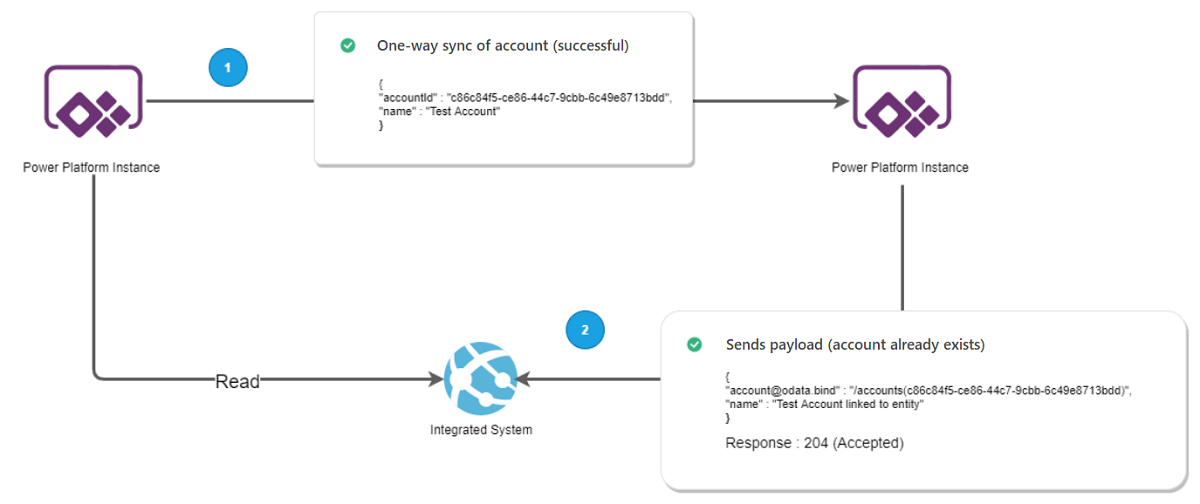 1
One-way sync of account (successful)
{
"accountId" : "c86c84f5-ce86-44c7-9cbb-6c49e8713bdd",
"name" : "Test Account"
}
Power Platform Instance
Power Platform Instance
2
Sends payload (account already exists)
{
"account@odata.bind" : "/accounts(c86c84f5-ce86-44c7-9cbb-6c49e8713bdd)",
"name" : "Test Account linked to entity"
}
Response : 204 (Accepted)
Read
Integrated System